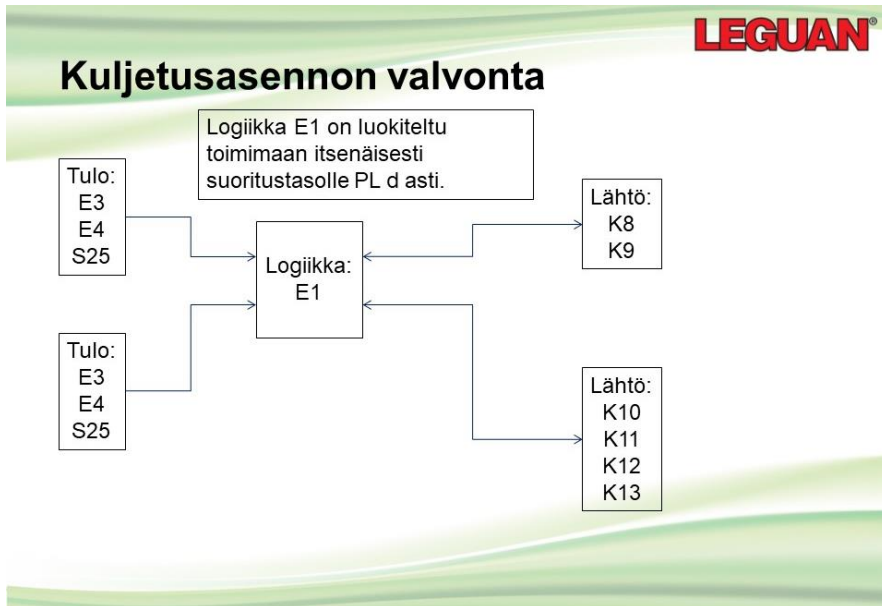 LEGUAN®
Kuljetusasennon valvonta
Logiikka E1 on luokiteltu
toimimaan itsenäisesti
suoritustasolle PL d asti.
Tulo:
E3
E4
S25
Logiikka:
E1
Lähtö:
K8
K9
Tulo:
E3
E4
S25
Lähtö:
K10
K11
K12
K13